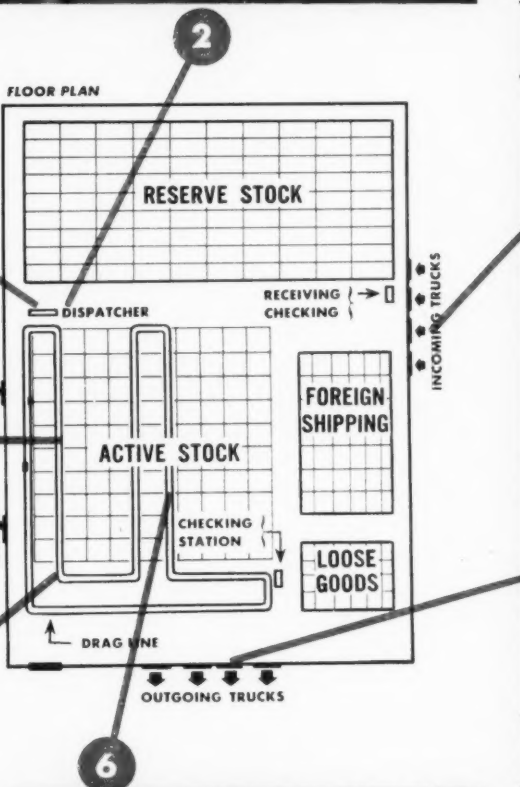 2
FLOOR PLAN
RESERVE STOCK
RECEIVING
CHECKING
INCOMING TRUCKS
DISPATCHER
FOREIGN
SHIPPING
ACTIVE STOCK
CHECKING
STATION
LOOSE
GOODS
DRAG LINE
OUTGOING TRUCKS
6